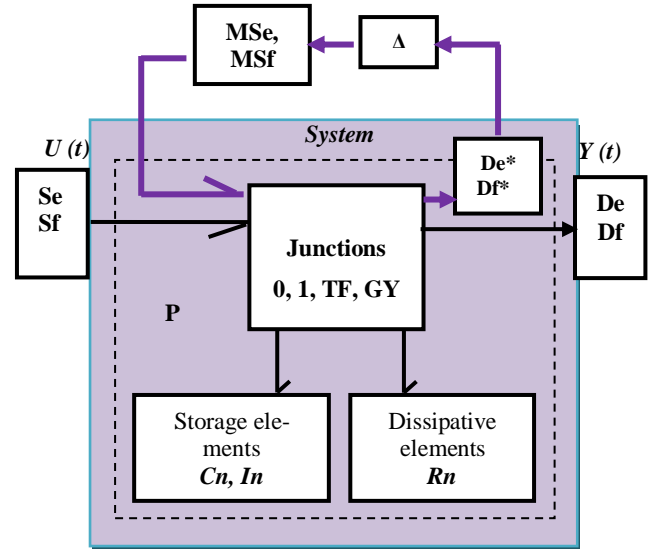 MSe,
MSf
Δ
System
U (t)
Y (t)
De*
Df*
Se
Sf
De
Df
Junctions
0, 1, TF, GY
P
Storage ele-
ments
Cn, In
Dissipative
elements
Rn